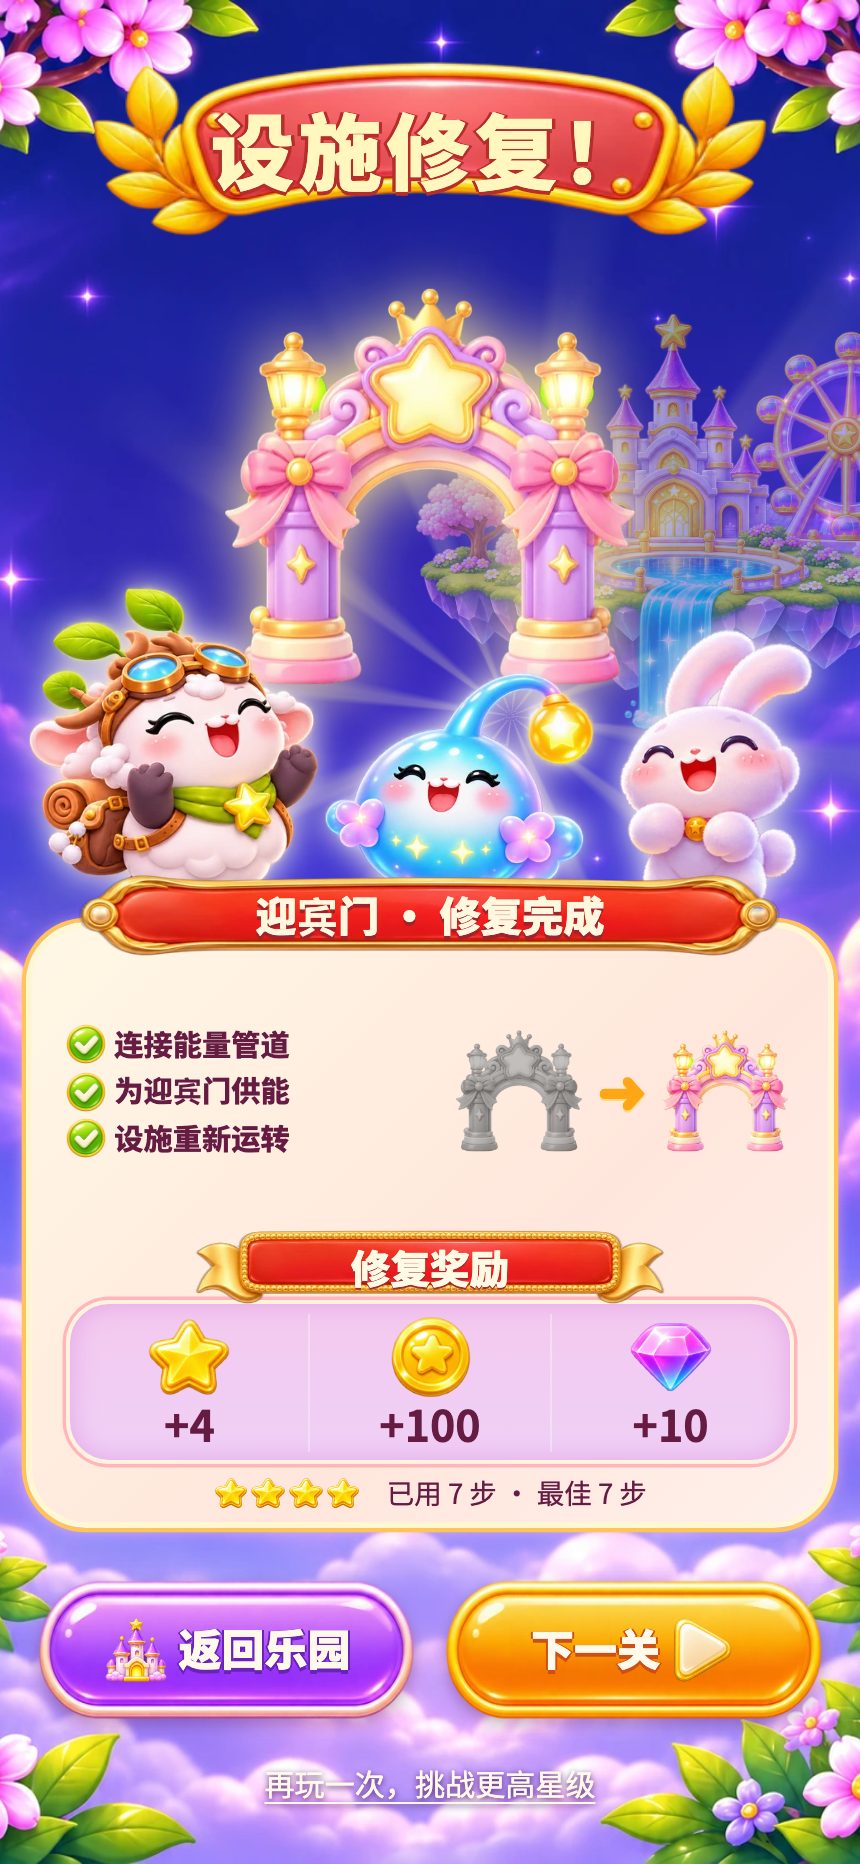 设施修复！
迎宾门·修复完成
连接能量管道
为迎宾门供能
设施重新运转
修复奖励
+4
+100
+10
已用 7 步 · 最佳 7 步
返回乐园
下一关
再玩一次，挑战更高星级